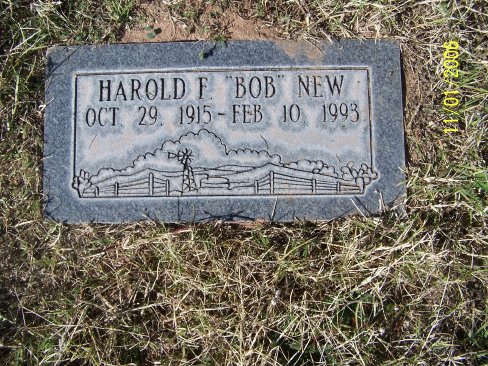 HAROLD F. "BOB" NEW
OCT. 29, 1915 - FEB 10, 1993
11/01/2006